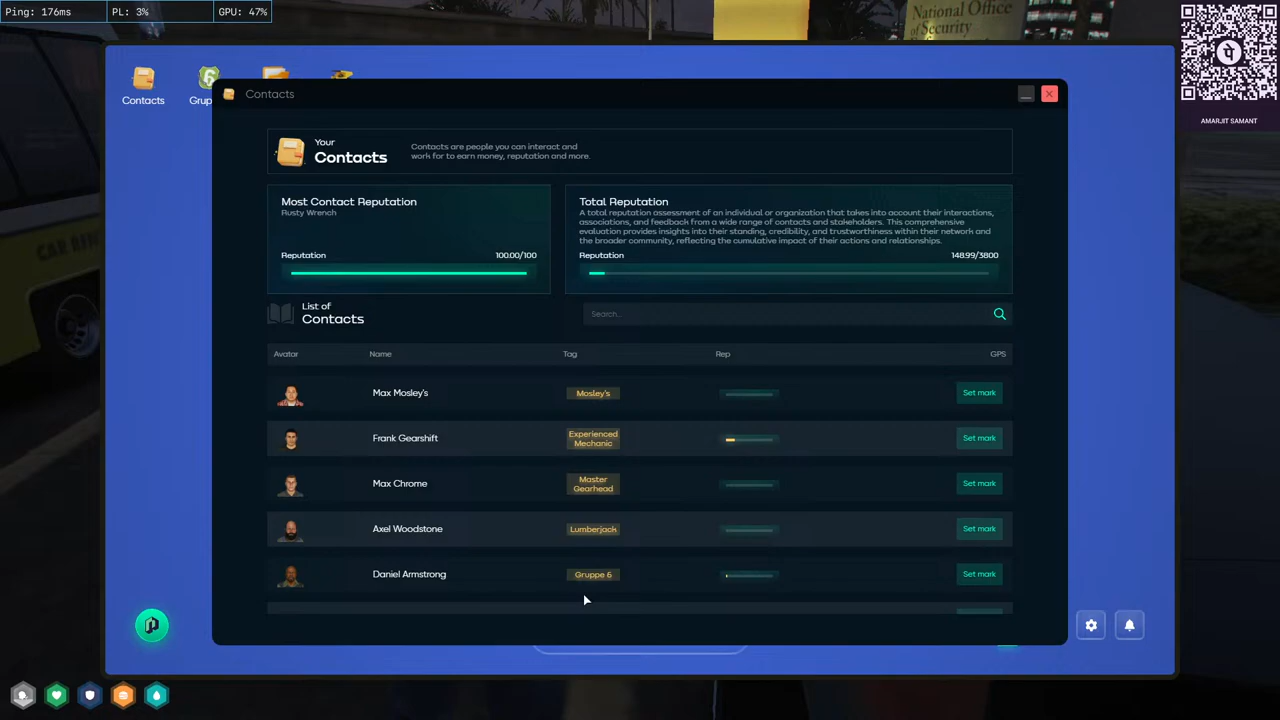 Ping: 176ms
PL: 3%
GPU: 47%
National Office
of Security
AMARJIT SAMANT
Contacts
Contacts
Your
Contacts
Contacts are people you can interact and
work for to earn money, reputation and more.
Most Contact Reputation
Rusty Wrench
Reputation
100.00/100
Total Reputation
A total reputation assessment of an individual or organization that takes into account their interactions,
associations, and feedback from a wide range of contacts and stakeholders. This comprehensive
evaluation provides insights into their standing, credibility, and trustworthiness within their network and
the broader community, reflecting the cumulative impact of their actions and relationships.
Reputation
148.99/3800
List of
Contacts
Search...
Avatar
Name
Tag
Rep
GPS
Max Mosley's
Mosley's
Set mark
Frank Gearshift
Experienced
Mechanic
Set mark
Max Chrome
Master
Gearhead
Set mark
Axel Woodstone
Lumberjack
Set mark
Daniel Armstrong
Gruppe 6
Set mark